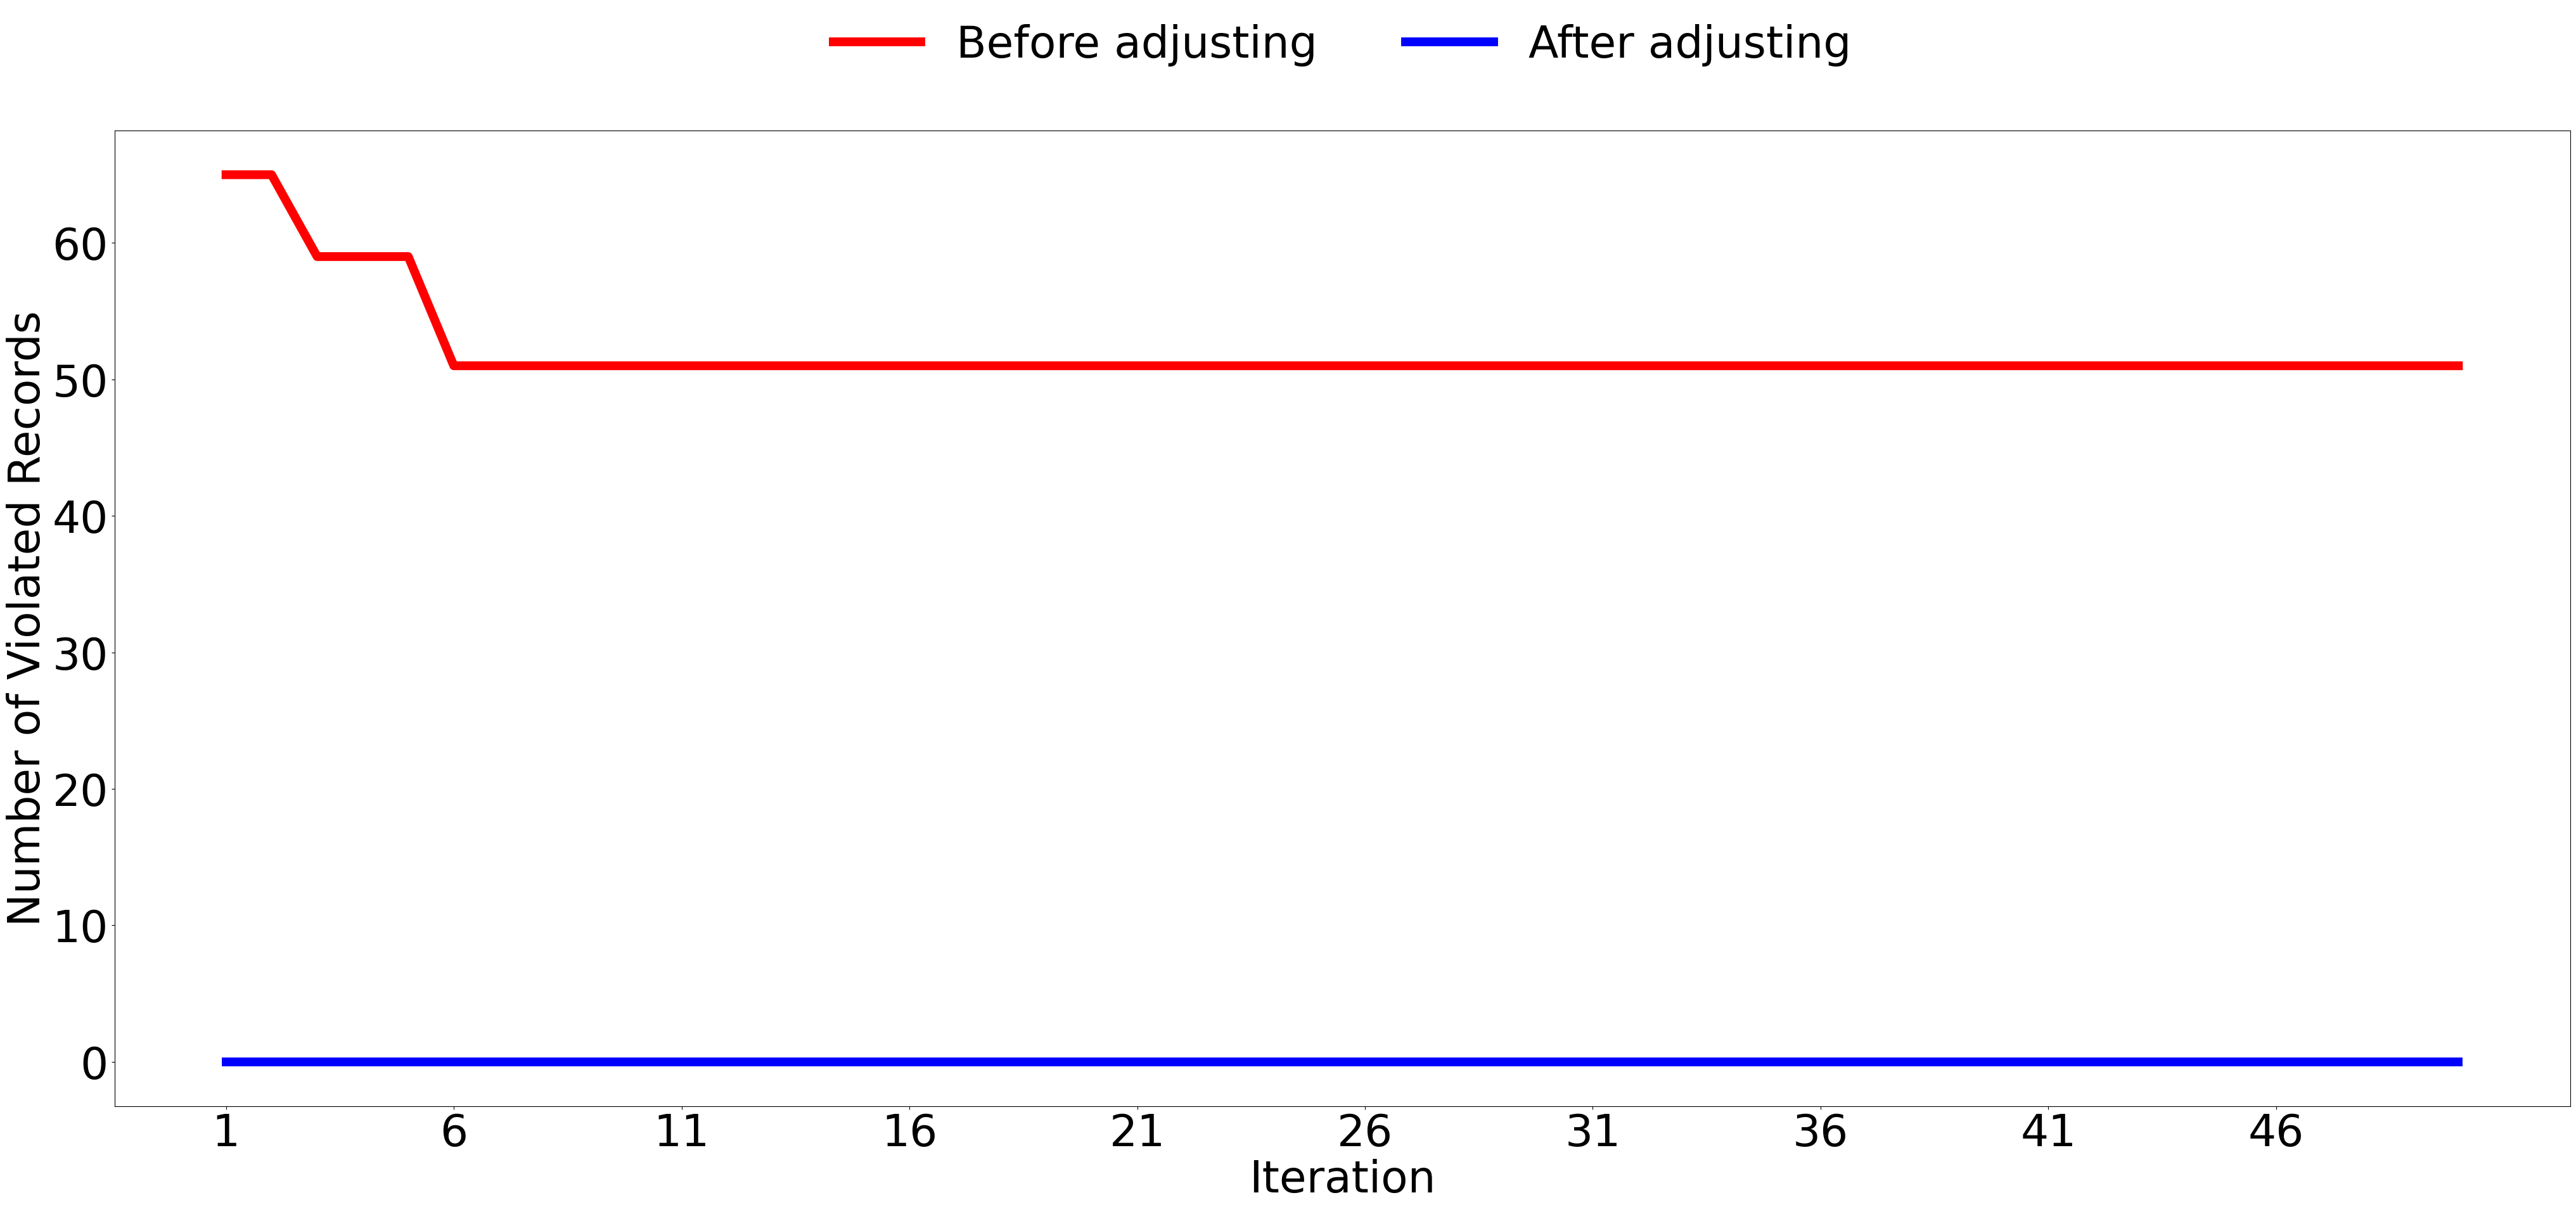 Before adjusting
After adjusting
Number of Violated Records
60
50
40
30
20
10
0
1 6 11 16 21 26 31 36 41 46
Iteration